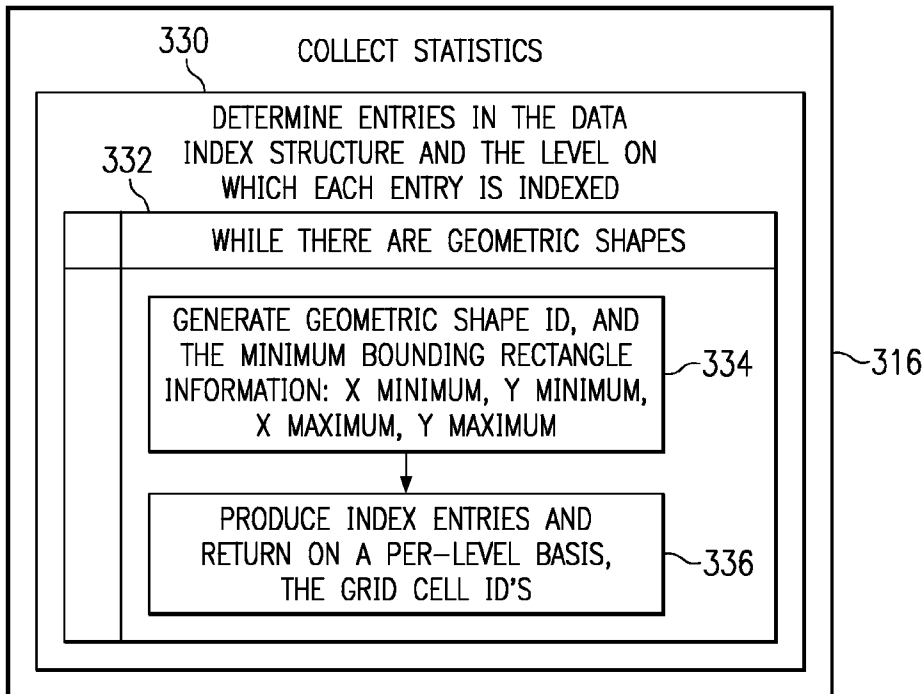 330
COLLECT STATISTICS
DETERMINE ENTRIES IN THE DATA
INDEX STRUCTURE AND THE LEVEL ON
WHICH EACH ENTRY IS INDEXED
332
WHILE THERE ARE GEOMETRIC SHAPES
GENERATE GEOMETRIC SHAPE ID, AND
THE MINIMUM BOUNDING RECTANGLE
INFORMATION: X MINIMUM, Y MINIMUM,
X MAXIMUM, Y MAXIMUM
334
316
PRODUCE INDEX ENTRIES AND
RETURN ON A PER-LEVEL BASIS,
THE GRID CELL ID'S
336